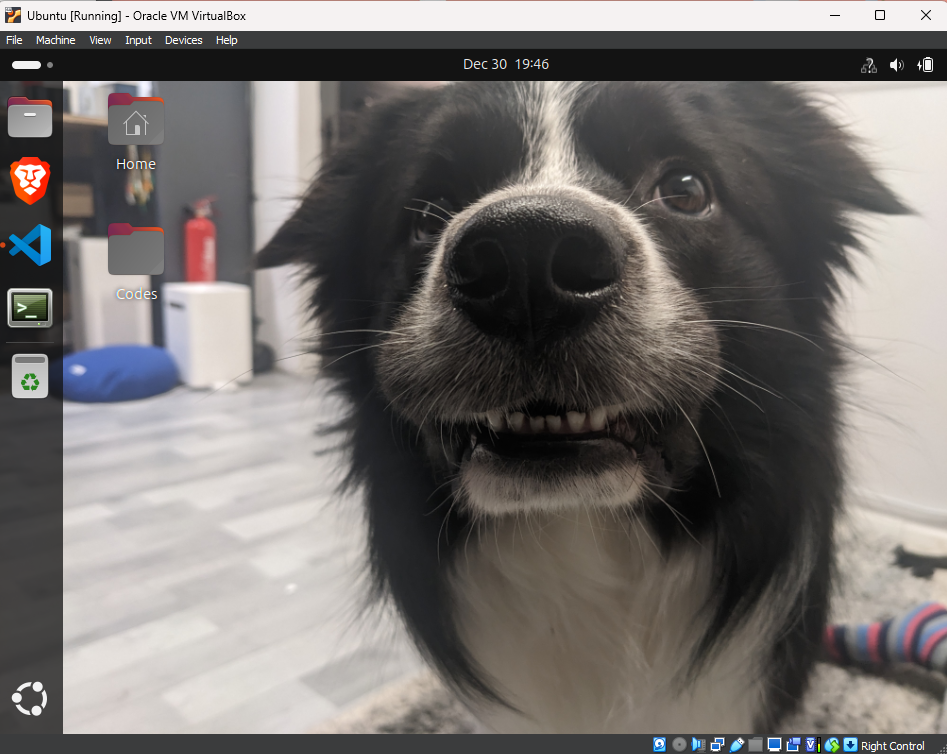 Ubuntu [Running] - Oracle VM VirtualBox
File Machine View Input Devices Help
Dec 30 19:46
Home
Codes
>_
Right Control